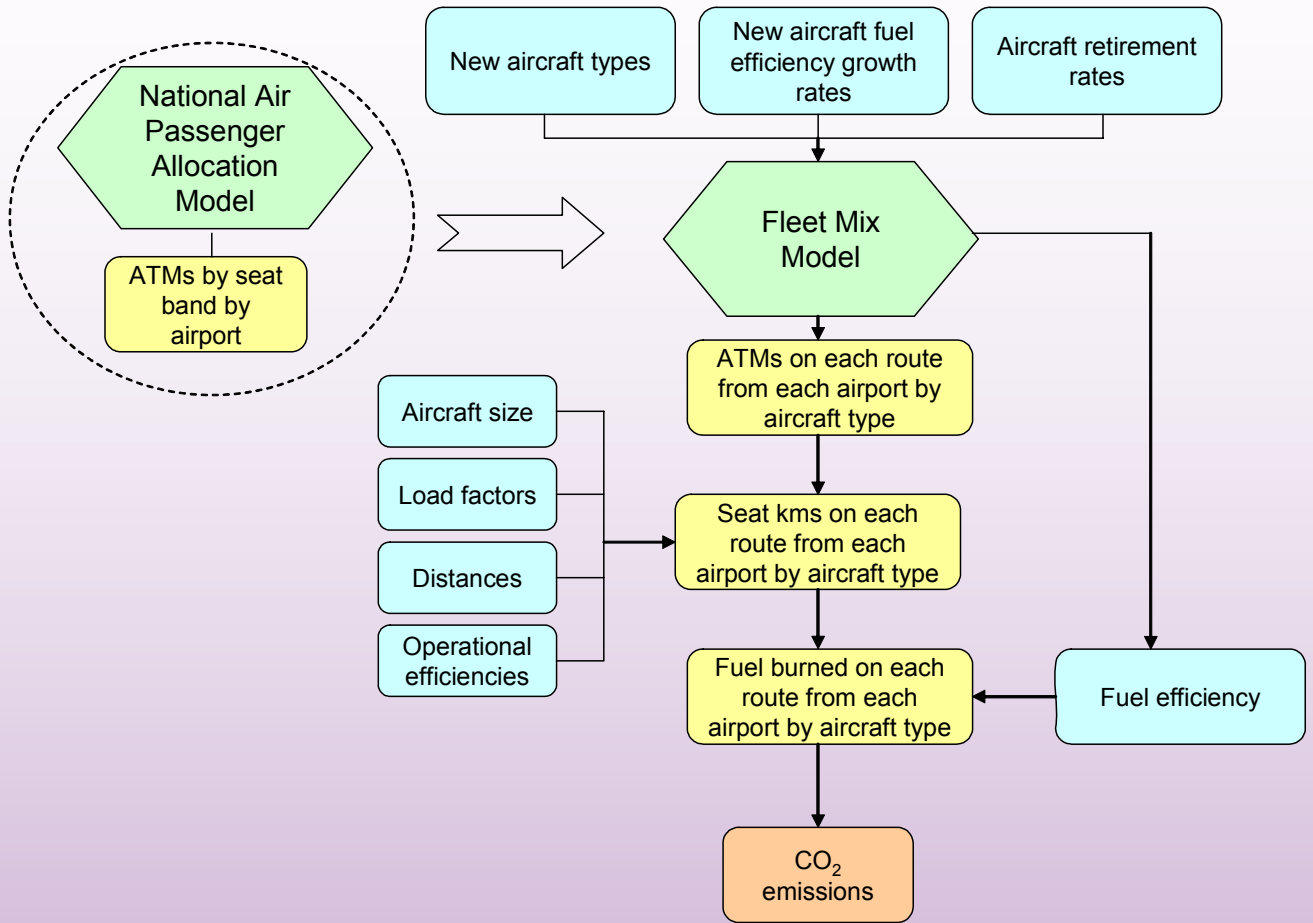 New aircraft types
New aircraft fuel
efficiency growth
rates
Aircraft retirement
rates
National Air
Passenger
Allocation
Model
ATMs by seat
band by
airport
Fleet Mix
Model
ATMs on each route
from each airport by
aircraft type
Aircraft size
Load factors
Distances
Operational
efficiencies
Seat kms on each
route from each
airport by aircraft type
Fuel burned on each
route from each
airport by aircraft type
Fuel efficiency
CO₂
emissions